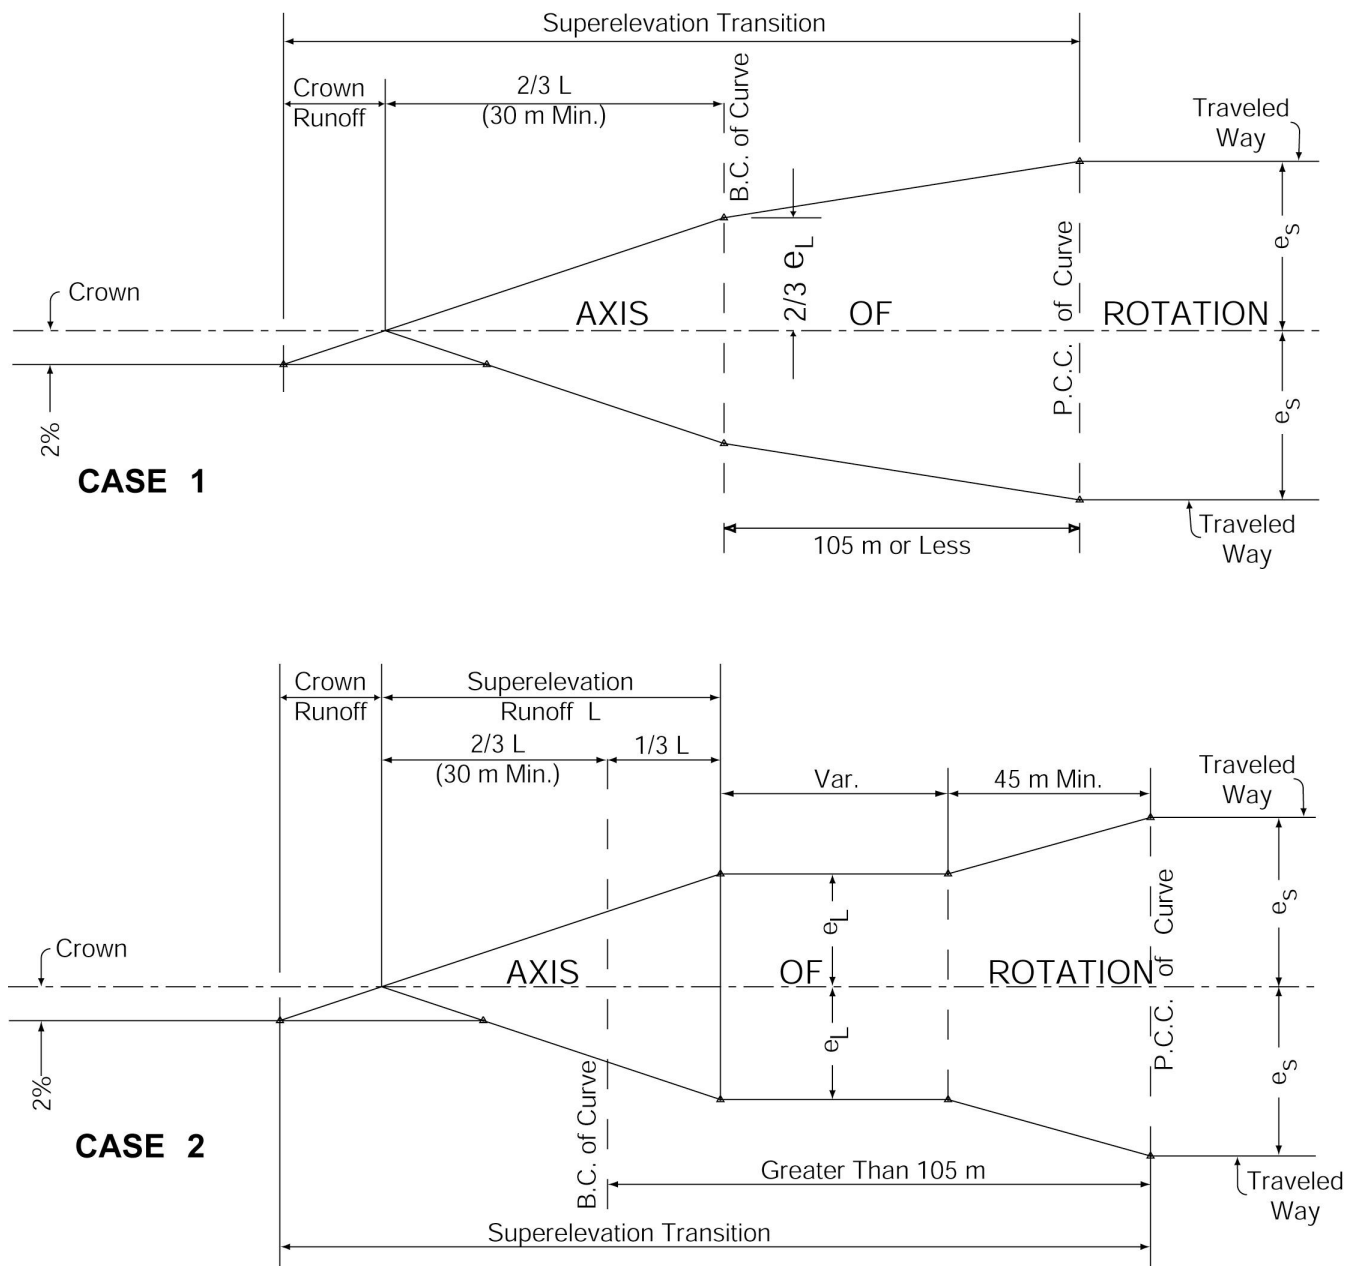 Superelevation Transition
Crown
Runoff
2/3 L
(30 m Min.)
B.C. of Curve
Traveled
Way
Crown
2/3 eL
AXIS OF ROTATION
P.C.C. of Curve
eS
eS
2%
CASE 1
105 m or Less
Traveled
Way
Crown
Runoff
Superelevation
Runoff L
2/3 L
(30 m Min.)
1/3 L
Var.
45 m Min.
Traveled
Way
Crown
eL
eS
AXIS OF ROTATION
P.C.C. of Curve
eL
eS
2%
CASE 2
B.C. of Curve
Greater Than 105 m
Traveled
Way
Superelevation Transition